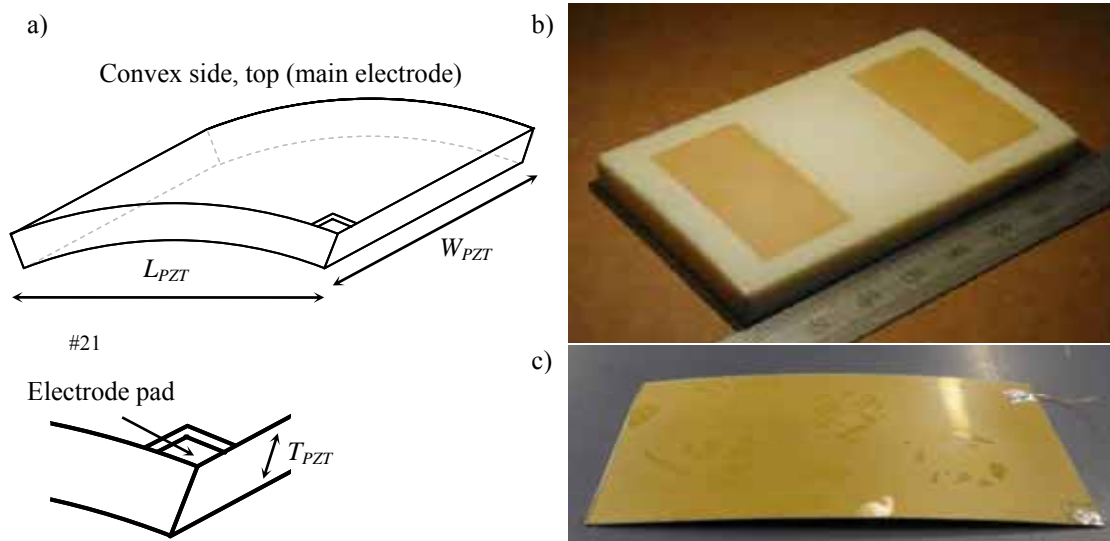 a)
Convex side, top (main electrode)
L_PZT
W_PZT
#21
Electrode pad
T_PZT
b)
c)